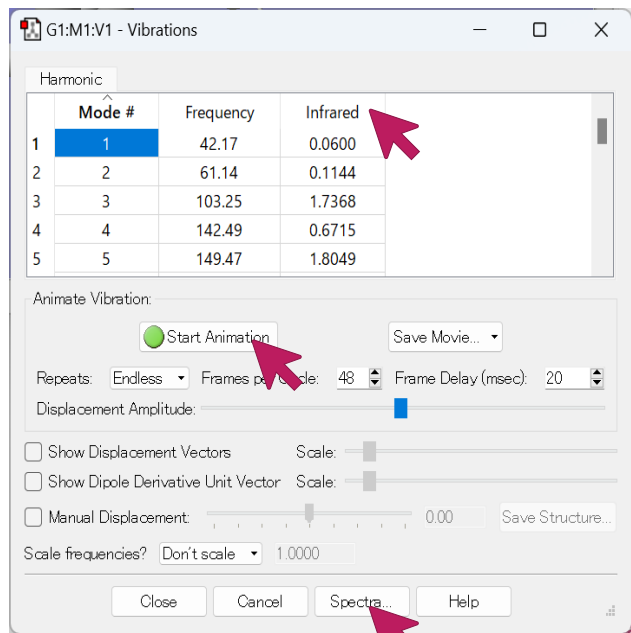 G1:M1:V1 - Vibrations
Harmonic
Mode # Frequency Infrared
1 1 42.17 0.0600
2 2 61.14 0.1144
3 3 103.25 1.7368
4 4 142.49 0.6715
5 5 149.47 1.8049
Animate Vibration:
Start Animation Save Movie...
Repeats: Endless Frames per Cycle: 48 Frame Delay (msec): 20
Displacement Amplitude:
Show Displacement Vectors Scale:
Show Dipole Derivative Unit Vector Scale:
Manual Displacement: 0.00 Save Structure...
Scale frequencies? Don't scale 1.0000
Close Cancel Spectra... Help